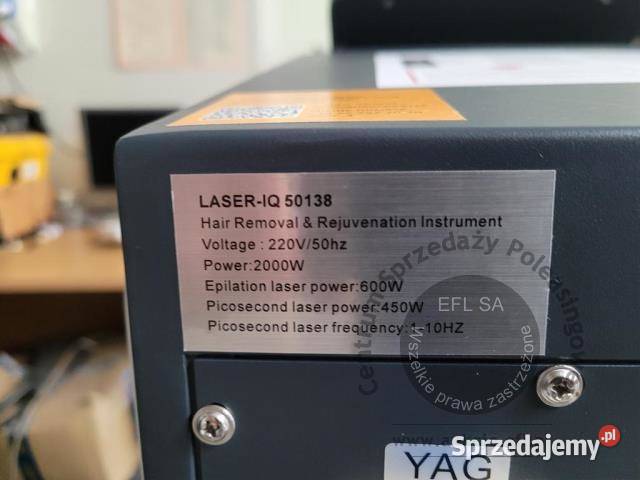 LASER-IQ 50138
Hair Removal & Rejuvenation Instrument
Voltage : 220V/50hz
Power:2000W
Epilation laser power:600W
Picosecond laser power:450W
Picosecond laser frequency:1-10HZ
Centrum Sprzedaży Poleasingowej
EFL SA
Wszelkie prawa zastrzeżone
www.a
YAG
Sprzedajemy.pl